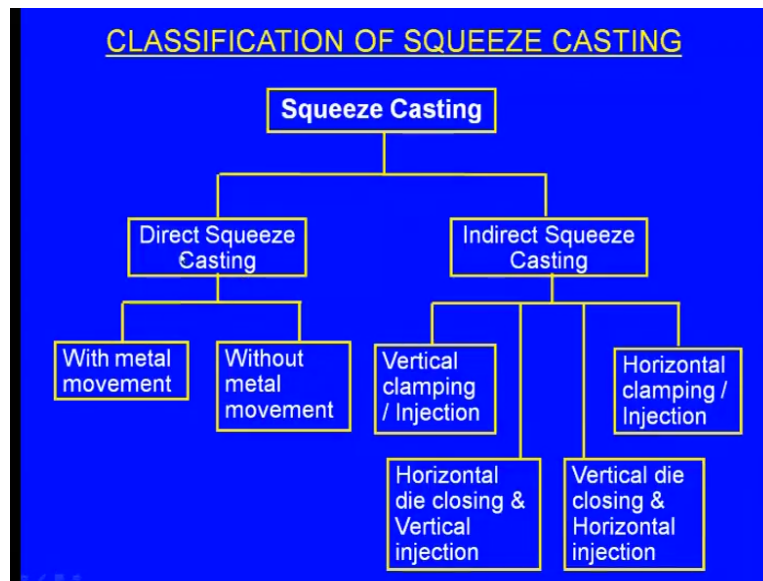 CLASSIFICATION OF SQUEEZE CASTING
Squeeze Casting
Direct Squeeze
Casting
Indirect Squeeze
Casting
With metal
movement
Without
metal
movement
Vertical
clamping
/ Injection
Horizontal
clamping /
Injection
Horizontal
die closing &
Vertical
injection
Vertical die
closing &
Horizontal
injection